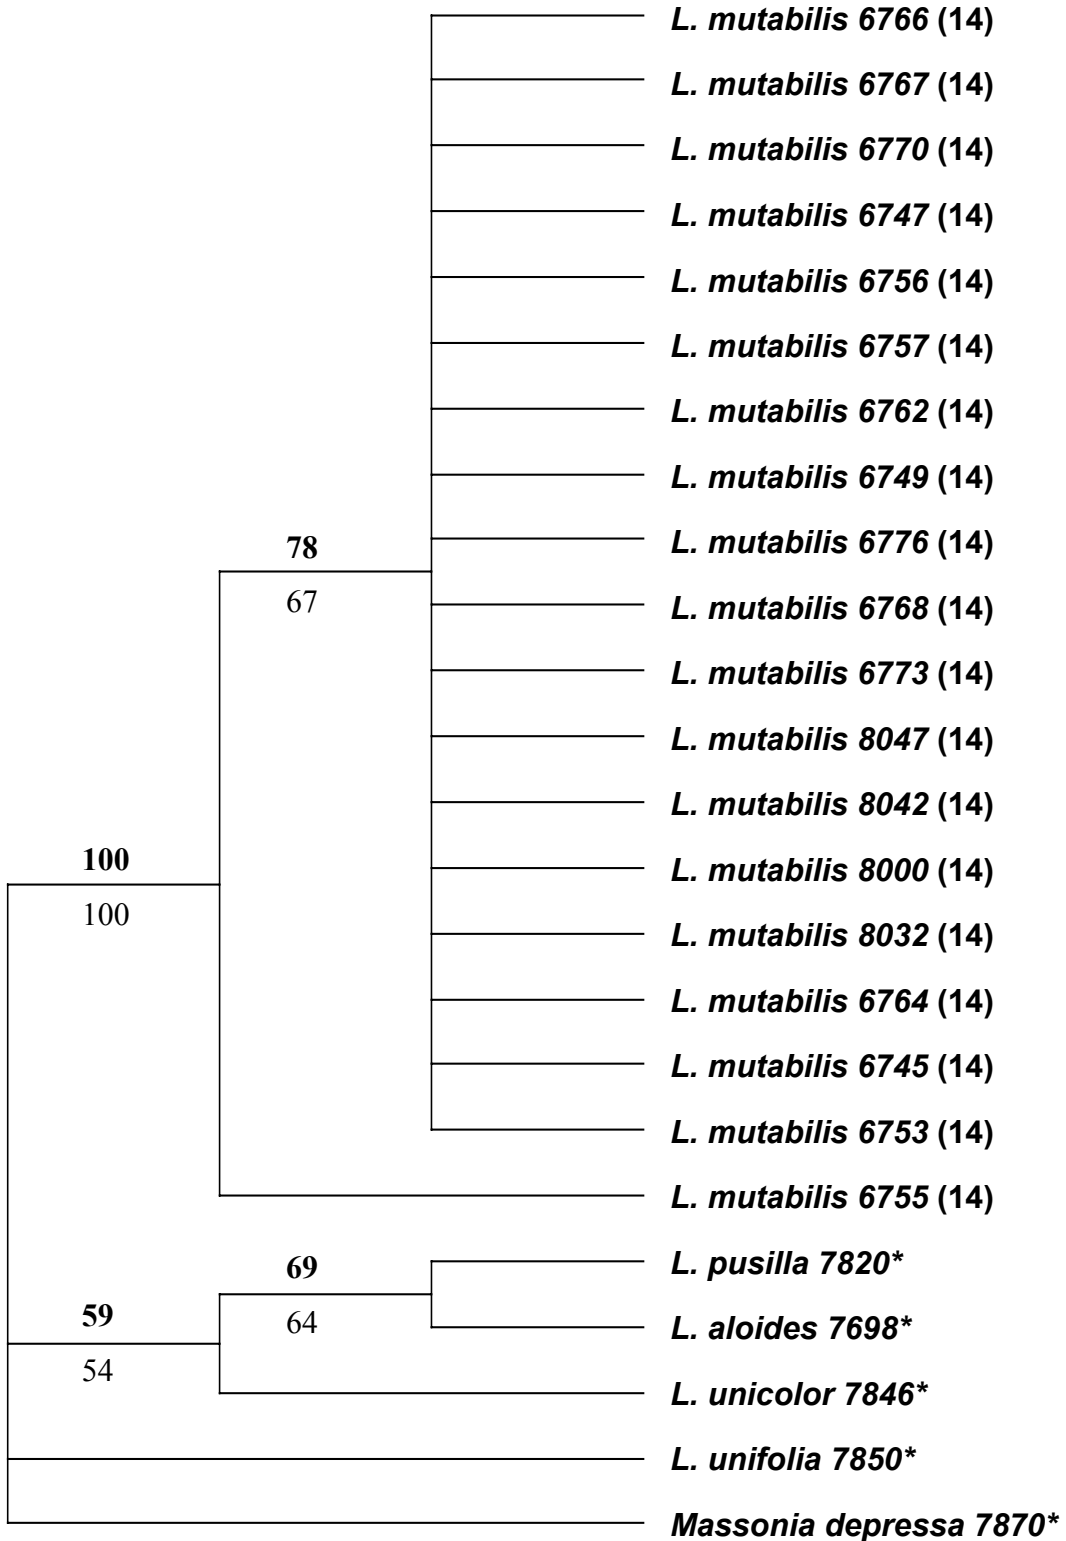 L. mutabilis 6766 (14)
L. mutabilis 6767 (14)
L. mutabilis 6770 (14)
L. mutabilis 6747 (14)
L. mutabilis 6756 (14)
L. mutabilis 6757 (14)
L. mutabilis 6762 (14)
L. mutabilis 6749 (14)
L. mutabilis 6776 (14)
78
67
L. mutabilis 6768 (14)
L. mutabilis 6773 (14)
L. mutabilis 8047 (14)
L. mutabilis 8042 (14)
100
L. mutabilis 8000 (14)
100
L. mutabilis 8032 (14)
L. mutabilis 6764 (14)
L. mutabilis 6745 (14)
L. mutabilis 6753 (14)
L. mutabilis 6755 (14)
69
L. pusilla 7820*
59
64
L. aloides 7698*
54
L. unicolor 7846*
L. unifolia 7850*
Massonia depressa 7870*